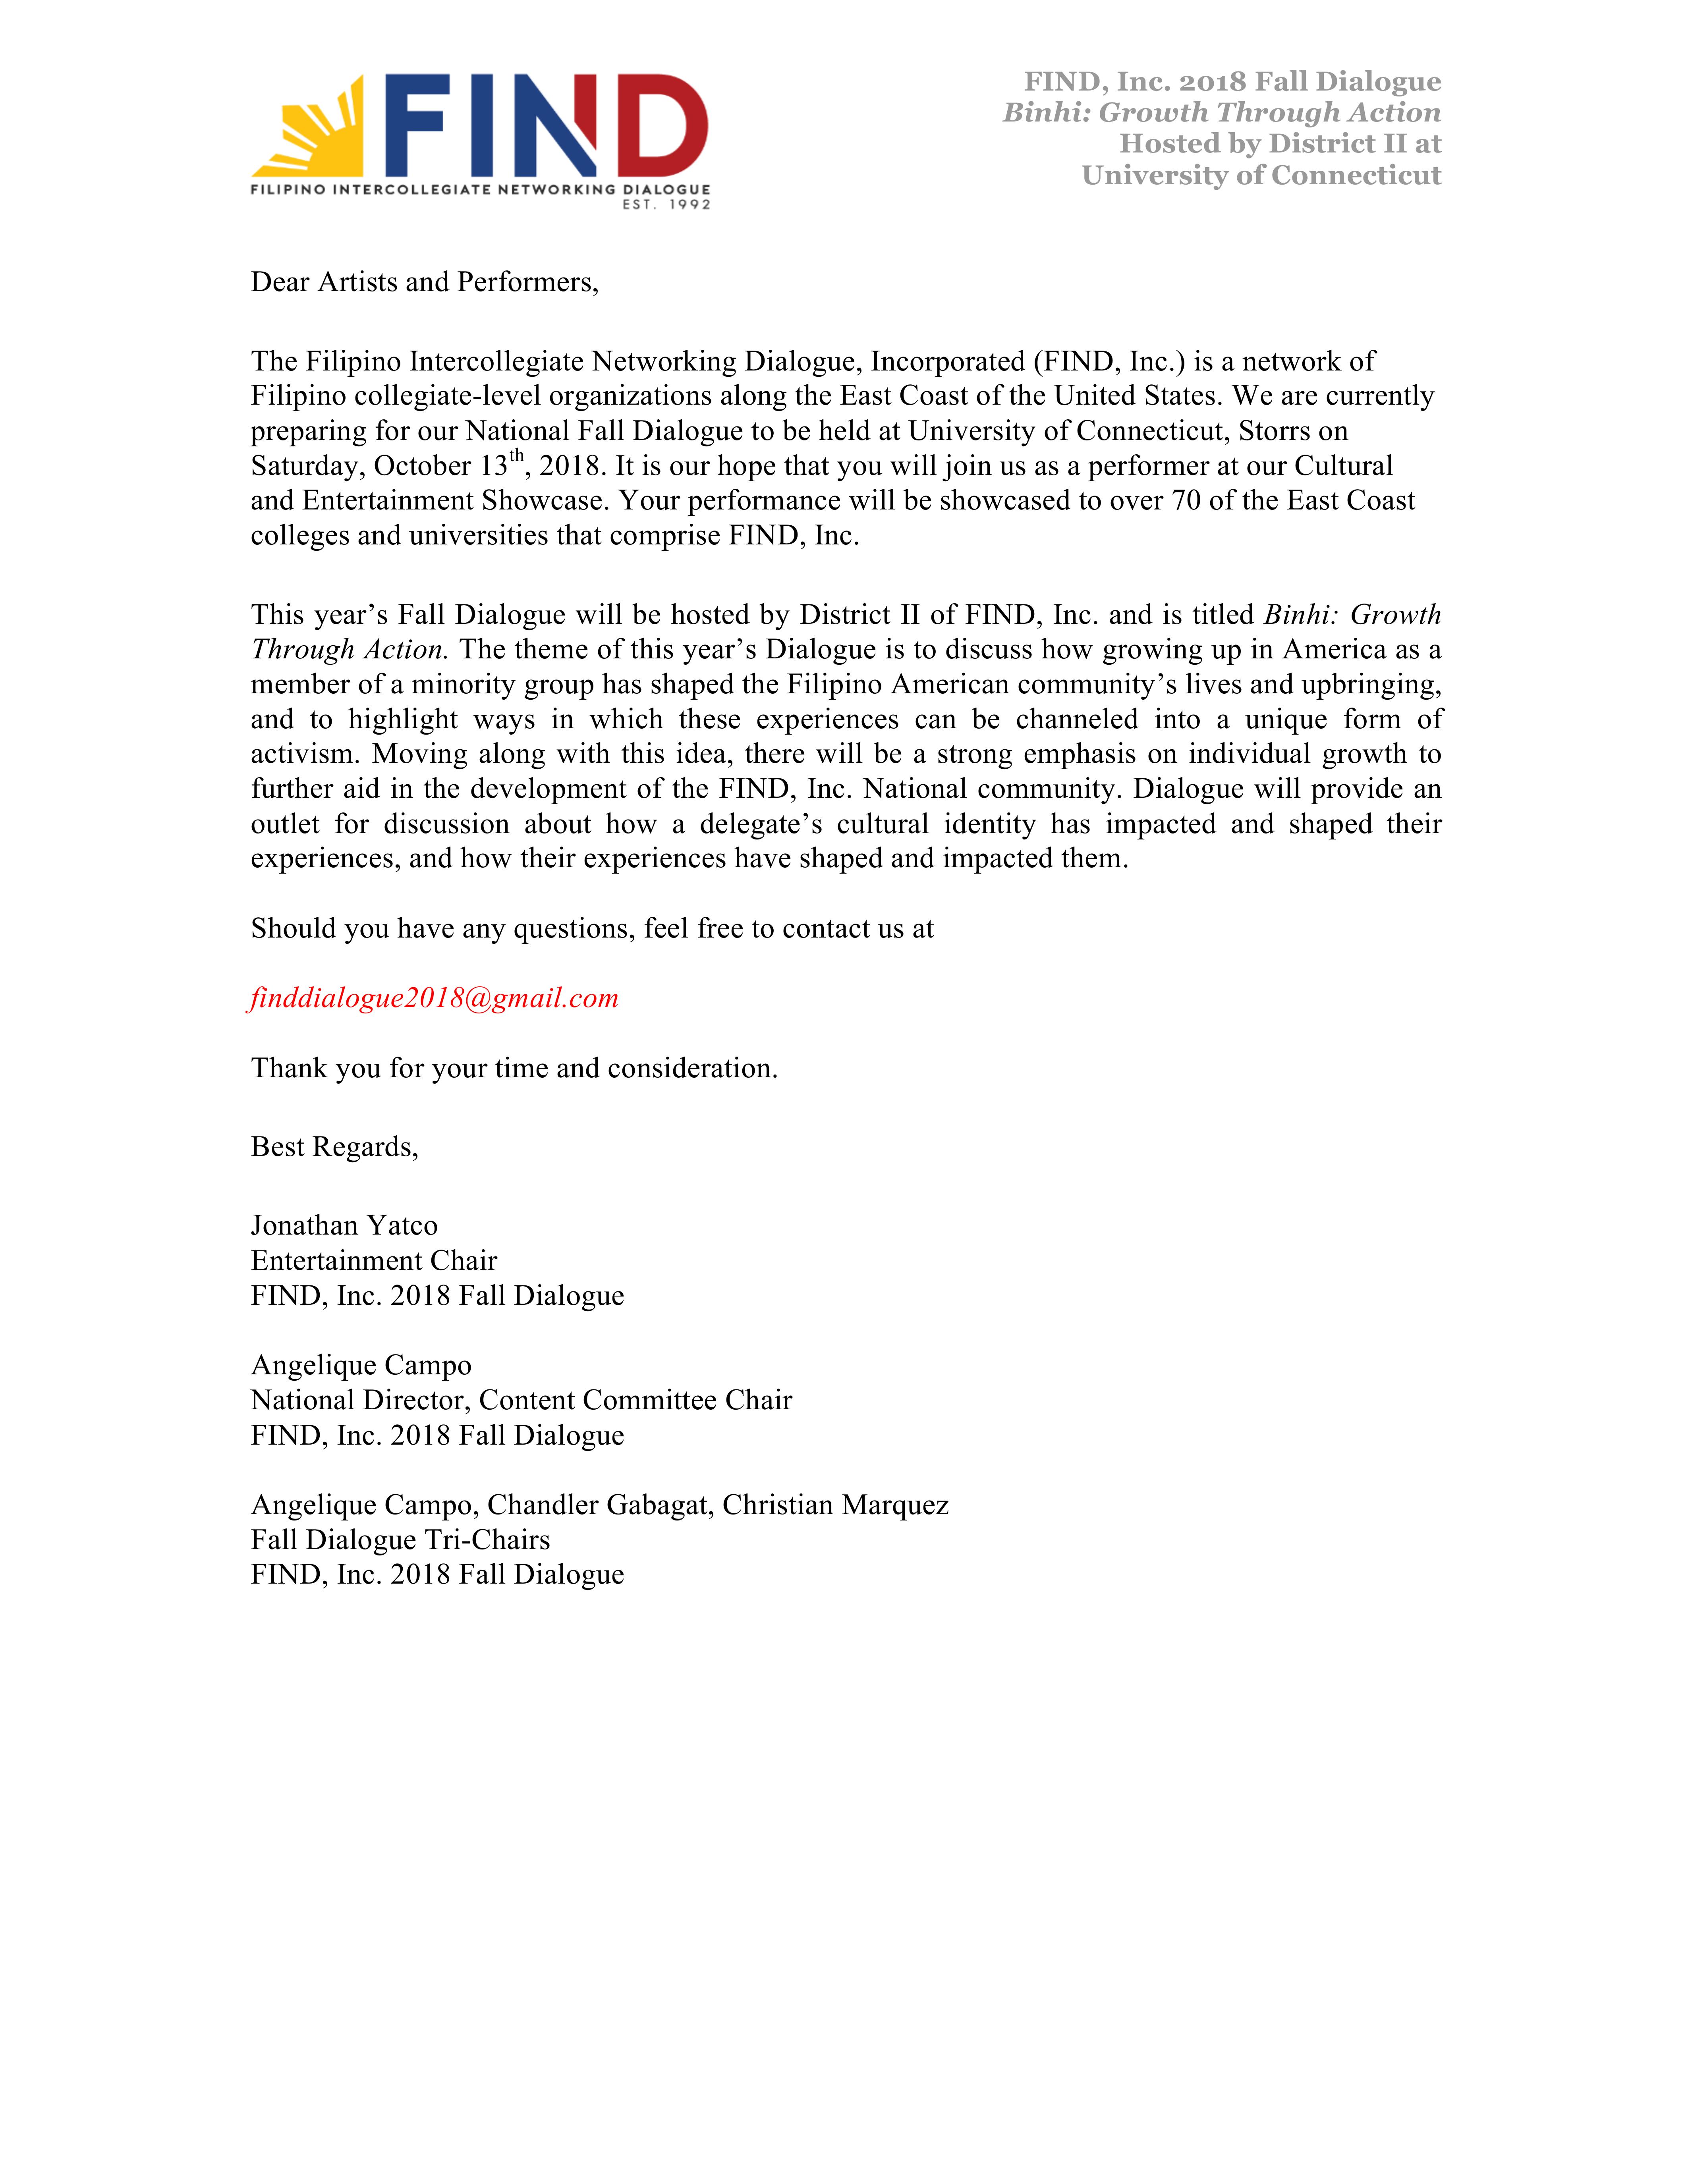 FIND
FILIPINO INTERCOLLEGIATE NETWORKING DIALOGUE
EST. 1992
FIND, Inc. 2018 Fall Dialogue
Binhi: Growth Through Action
Hosted by District II at
University of Connecticut
Dear Artists and Performers,
The Filipino Intercollegiate Networking Dialogue, Incorporated (FIND, Inc.) is a network of
Filipino collegiate-level organizations along the East Coast of the United States. We are currently
preparing for our National Fall Dialogue to be held at University of Connecticut, Storrs on
Saturday, October 13th, 2018. It is our hope that you will join us as a performer at our Cultural
and Entertainment Showcase. Your performance will be showcased to over 70 of the East Coast
colleges and universities that comprise FIND, Inc.
This year’s Fall Dialogue will be hosted by District II of FIND, Inc. and is titled Binhi: Growth
Through Action. The theme of this year’s Dialogue is to discuss how growing up in America as a
member of a minority group has shaped the Filipino American community’s lives and upbringing,
and to highlight ways in which these experiences can be channeled into a unique form of
activism. Moving along with this idea, there will be a strong emphasis on individual growth to
further aid in the development of the FIND, Inc. National community. Dialogue will provide an
outlet for discussion about how a delegate’s cultural identity has impacted and shaped their
experiences, and how their experiences have shaped and impacted them.
Should you have any questions, feel free to contact us at
finddialogue2018@gmail.com
Thank you for your time and consideration.
Best Regards,
Jonathan Yatco
Entertainment Chair
FIND, Inc. 2018 Fall Dialogue
Angelique Campo
National Director, Content Committee Chair
FIND, Inc. 2018 Fall Dialogue
Angelique Campo, Chandler Gabagat, Christian Marquez
Fall Dialogue Tri-Chairs
FIND, Inc. 2018 Fall Dialogue